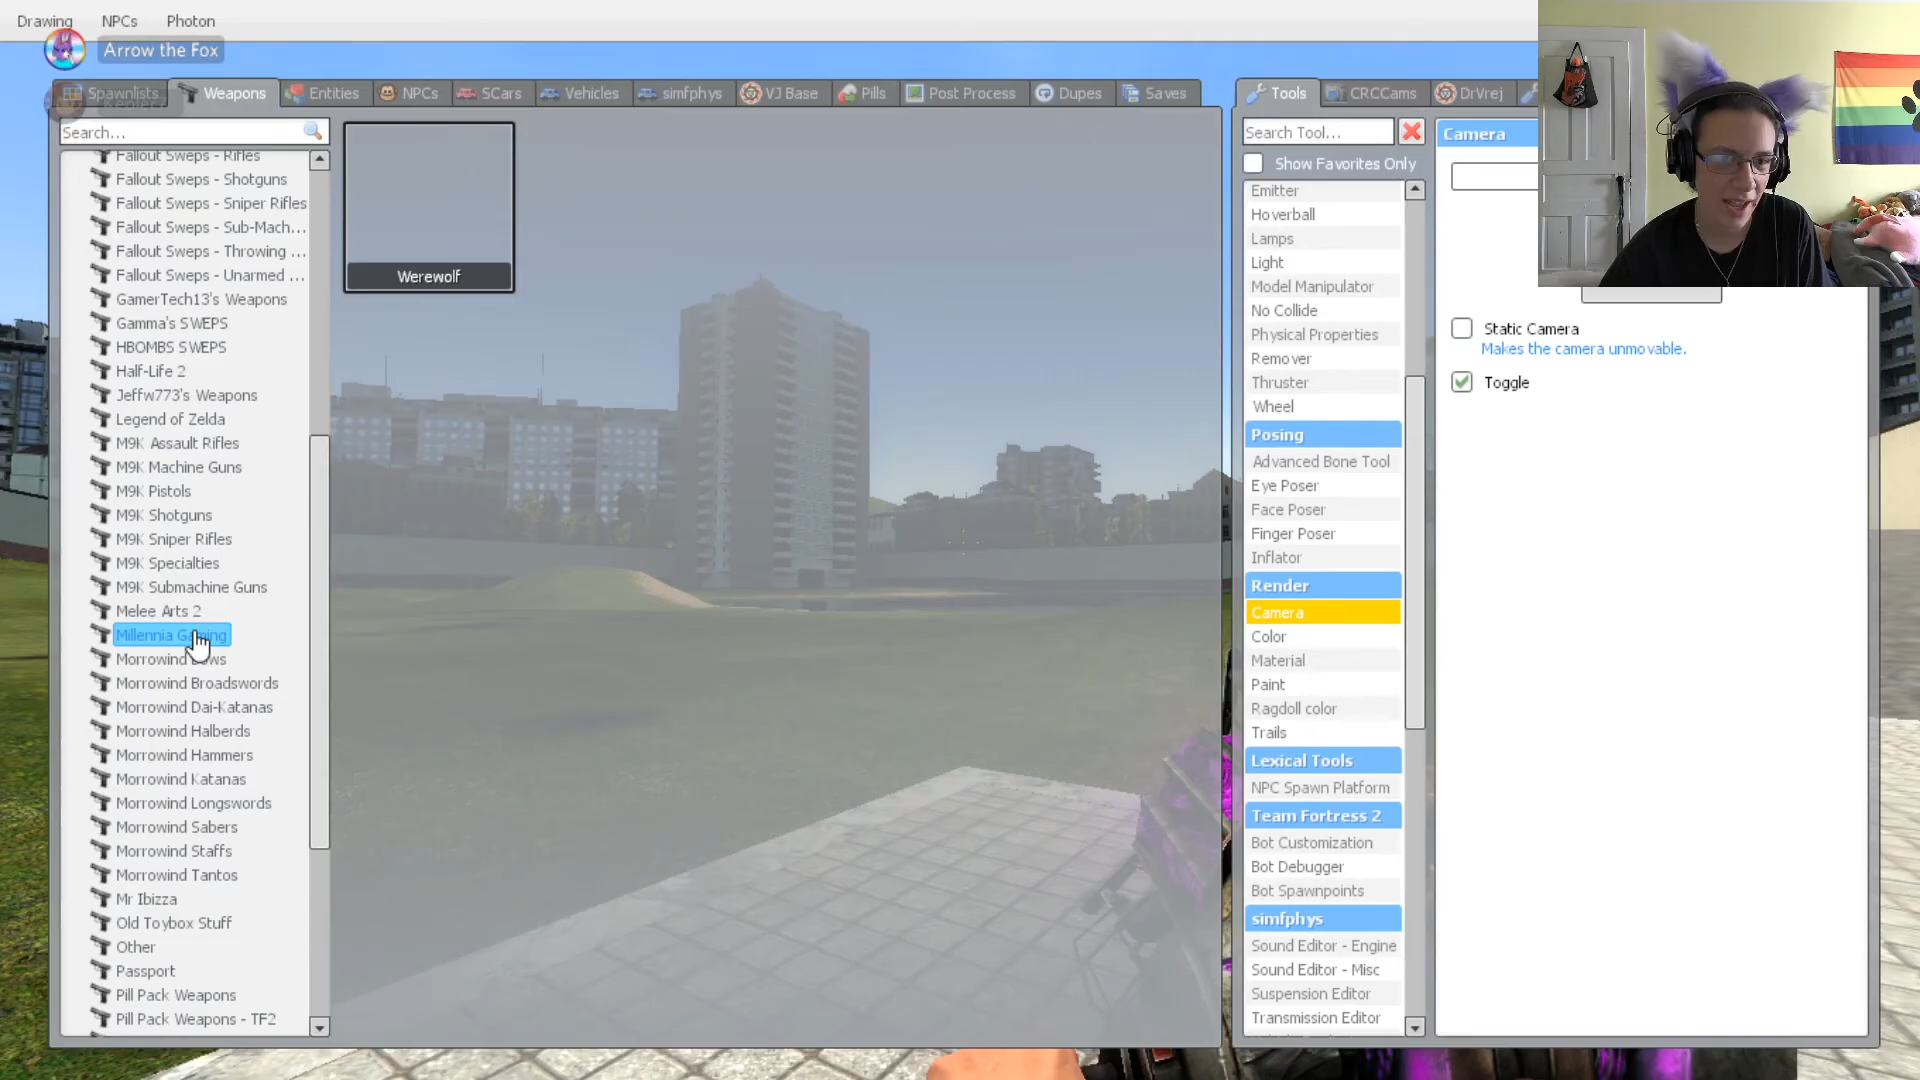 Drawing NPCs Photon
Arrow the Fox
Spawnlists Weapons Entities NPCs SCars Vehicles simfphys VJ Base Pills Post Process Dupes Saves
Search...
Fallout Sweps - Rifles
Fallout Sweps - Shotguns
Fallout Sweps - Sniper Rifles
Fallout Sweps - Sub-Mach...
Fallout Sweps - Throwing ...
Fallout Sweps - Unarmed ...
GamerTech13's Weapons
Gamma's SWEPS
HBOMBS SWEPS
Half-Life 2
Jeffw773's Weapons
Legend of Zelda
M9K Assault Rifles
M9K Machine Guns
M9K Pistols
M9K Shotguns
M9K Sniper Rifles
M9K Specialties
M9K Submachine Guns
Melee Arts 2
Millennia Gaming
Morrowind
Morrowind Broadswords
Morrowind Dai-Katanas
Morrowind Halberds
Morrowind Hammers
Morrowind Katanas
Morrowind Longswords
Morrowind Sabers
Morrowind Staffs
Morrowind Tantos
Mr Ibizza
Old Toybox Stuff
Other
Passport
Pill Pack Weapons
Pill Pack Weapons - TF2
Werewolf
Tools CRCCams DrVrej
Search Tool...
Show Favorites Only
Emitter
Hoverball
Lamps
Light
Model Manipulator
No Collide
Physical Properties
Remover
Thruster
Wheel
Posing
Advanced Bone Tool
Eye Poser
Face Poser
Finger Poser
Inflator
Render
Camera
Color
Material
Paint
Ragdoll color
Trails
Lexical Tools
NPC Spawn Platform
Team Fortress 2
Bot Customization
Bot Debugger
Bot Spawnpoints
simfphys
Sound Editor - Engine
Sound Editor - Misc
Suspension Editor
Transmission Editor
Camera
Static Camera
Makes the camera unmovable.
Toggle